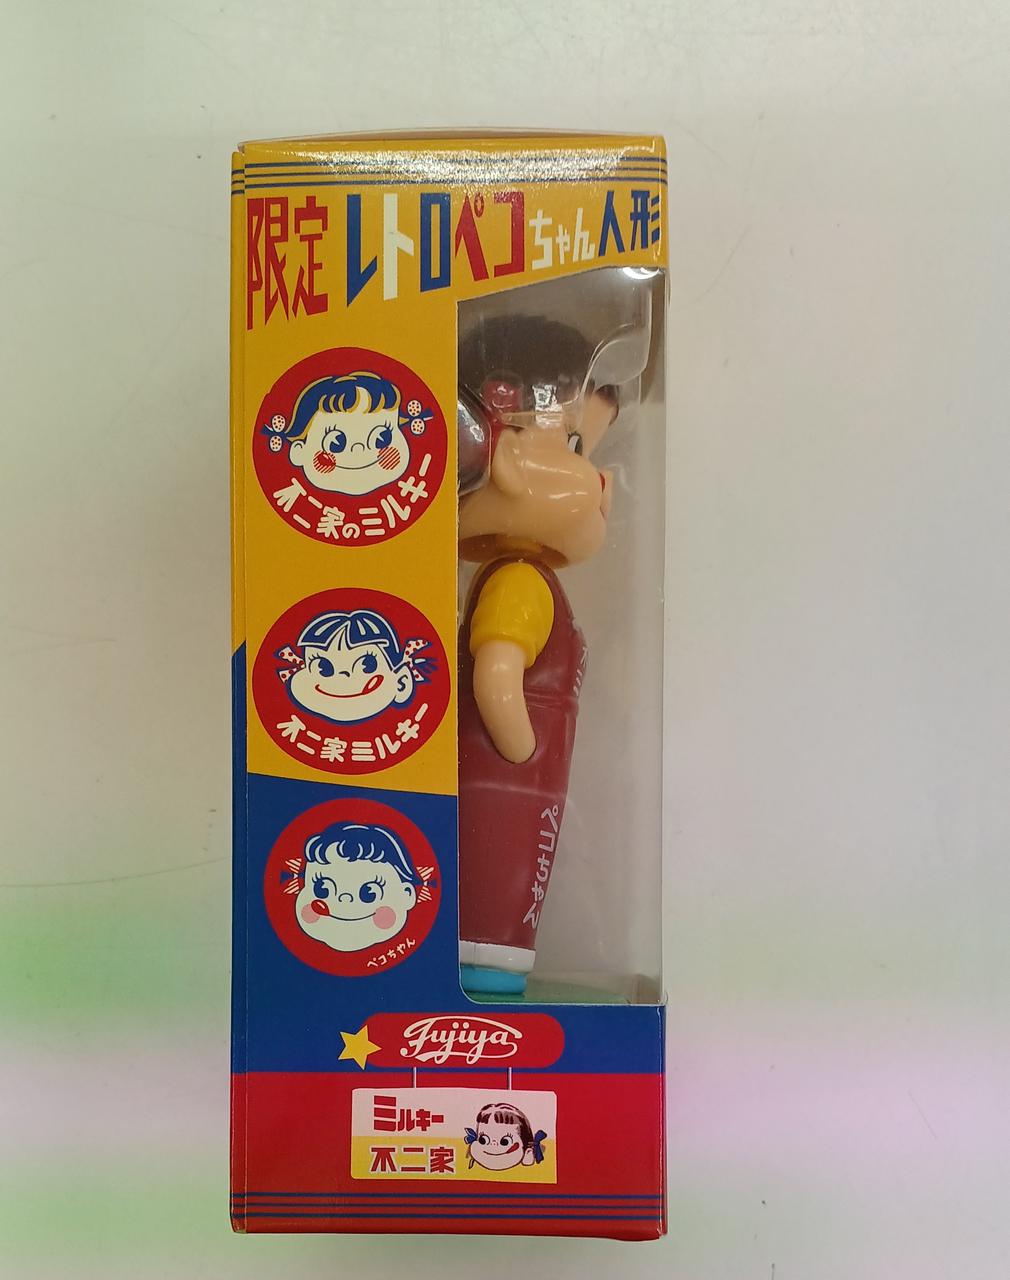 限定 レトロペコちゃん人形
不二家のミルキー
不二家ミルキー
ペコちゃん
ペコちゃん
Fujiya
ミルキー
不二家